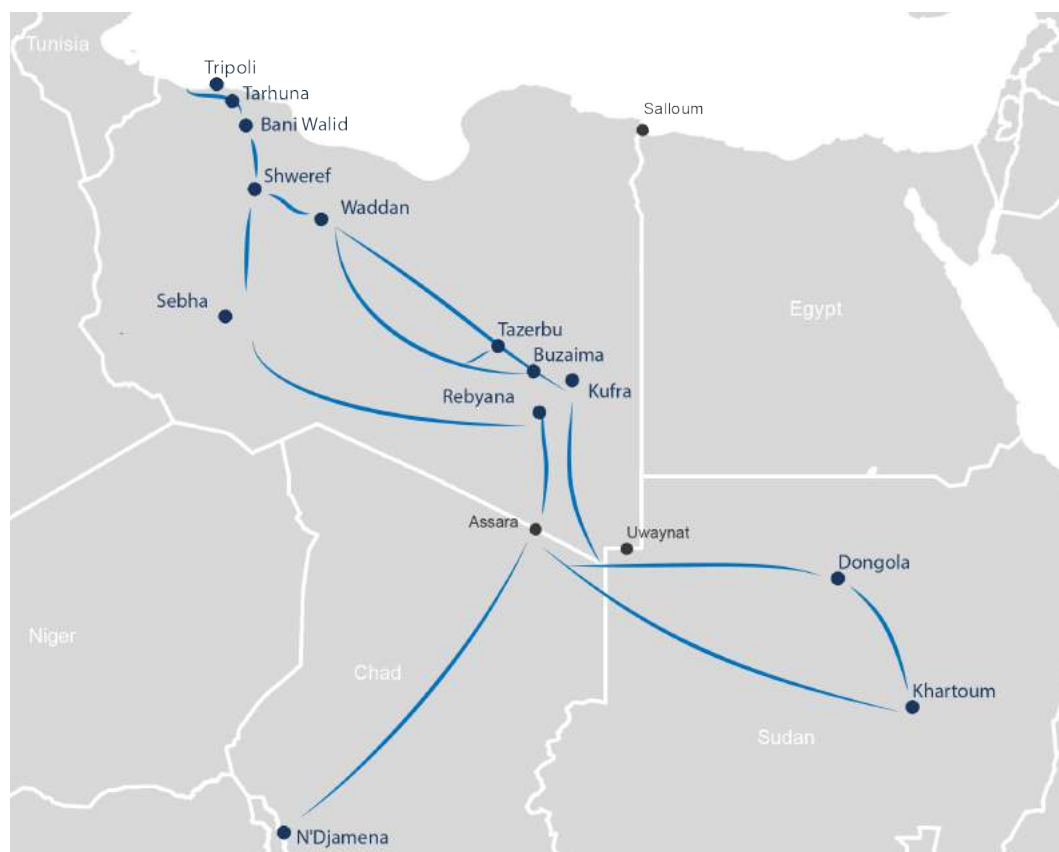 Tunisia
Tripoli
Tarhuna
Salloum
Bani Walid
Shweref
Waddan
Sebha
Egypt
Tazerbu
Buzaima
Rebyana
Kufra
Assara
Uwaynat
Dongola
Niger
Chad
Khartoum
Sudan
N'Djamena